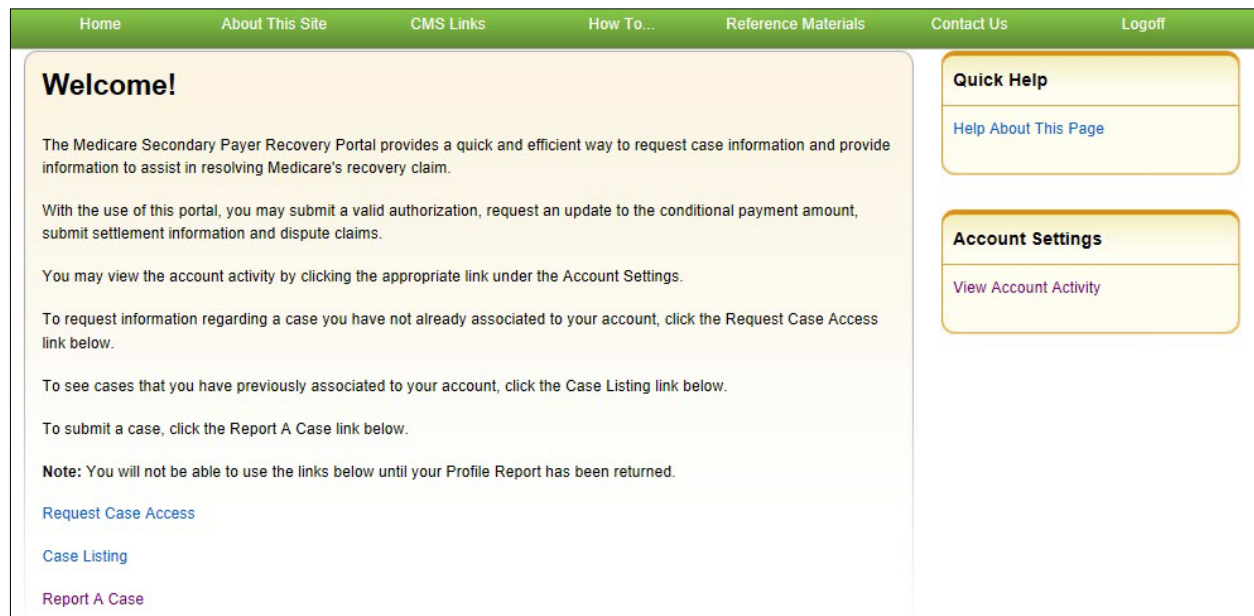 Home About This Site CMS Links How To... Reference Materials Contact Us Logoff
Welcome!
The Medicare Secondary Payer Recovery Portal provides a quick and efficient way to request case information and provide
information to assist in resolving Medicare's recovery claim.
With the use of this portal, you may submit a valid authorization, request an update to the conditional payment amount,
submit settlement information and dispute claims.
You may view the account activity by clicking the appropriate link under the Account Settings.
To request information regarding a case you have not already associated to your account, click the Request Case Access
link below.
To see cases that you have previously associated to your account, click the Case Listing link below.
To submit a case, click the Report A Case link below.
Note: You will not be able to use the links below until your Profile Report has been returned.
Request Case Access
Case Listing
Report A Case
Quick Help
Help About This Page
Account Settings
View Account Activity